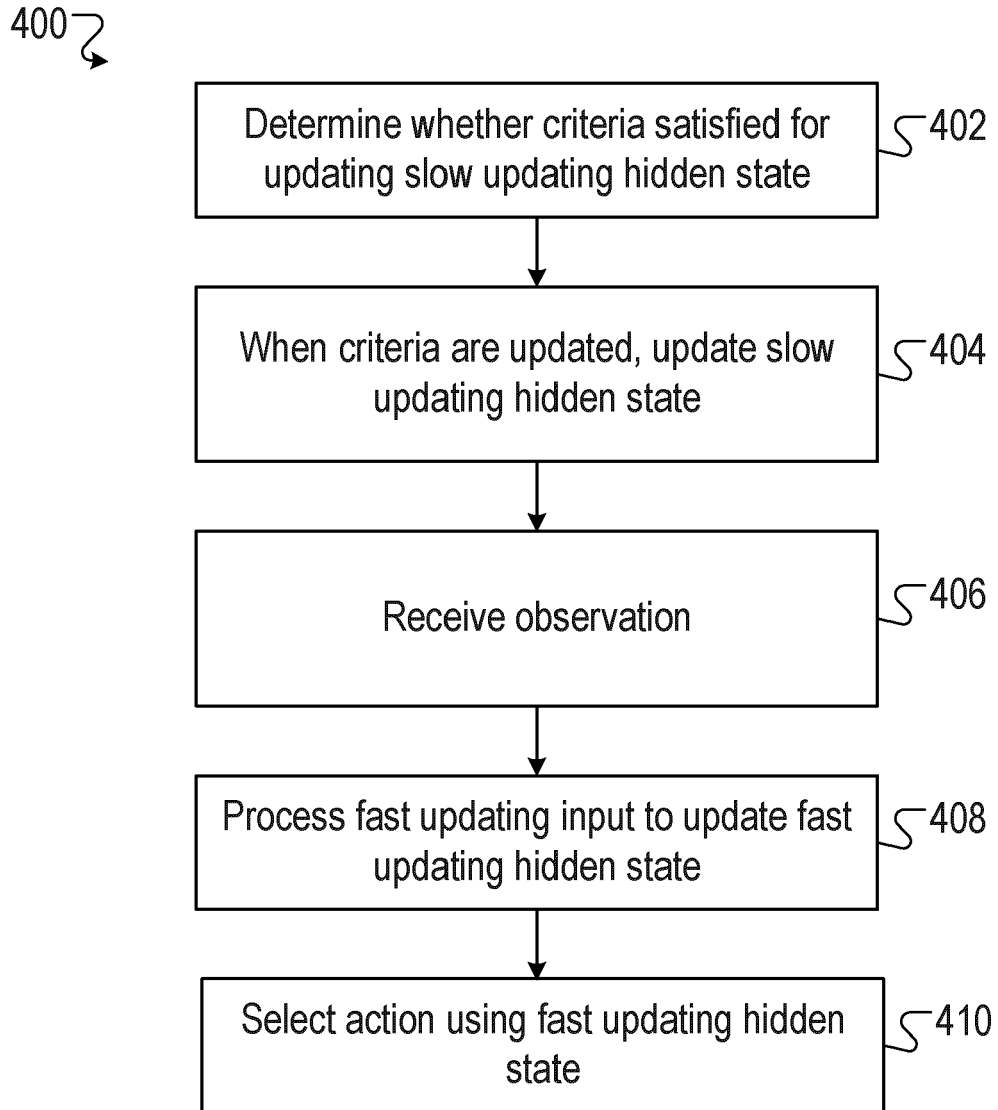 400
Determine whether criteria satisfied for
updating slow updating hidden state
402
When criteria are updated, update slow
updating hidden state
404
Receive observation
406
Process fast updating input to update fast
updating hidden state
408
Select action using fast updating hidden
state
410